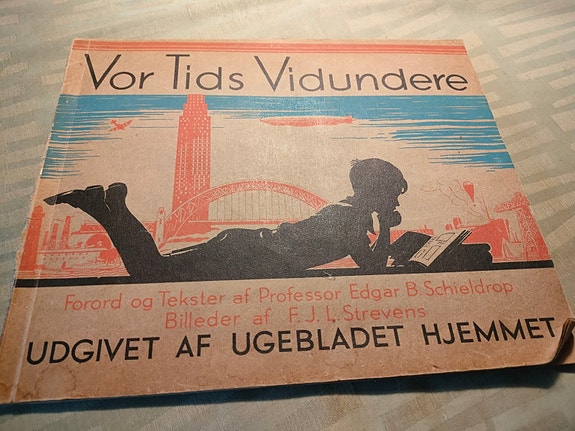 Vor Tids Vidundere
Forord og Tekster af Professor Edgar B. Schieldrop
Billeder af F. J. L. Strevens
UDGIVET AF UGEBLADET HJEMMET